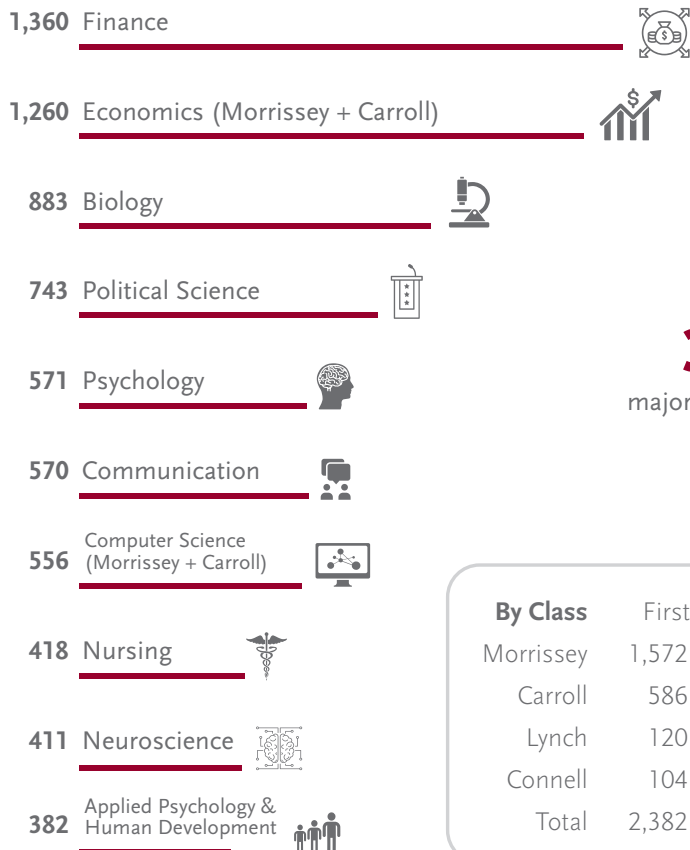 1,360 Finance
1,260 Economics (Morrissey + Carroll)
883 Biology
743 Political Science
571 Psychology
570 Communication
Computer Science
556 (Morrissey + Carroll)
418 Nursing
411 Neuroscience
Applied Psychology &
382 Human Development
major
By Class First
Morrissey 1,572
Carroll 586
Lynch 120
Connell 104
Total 2,382